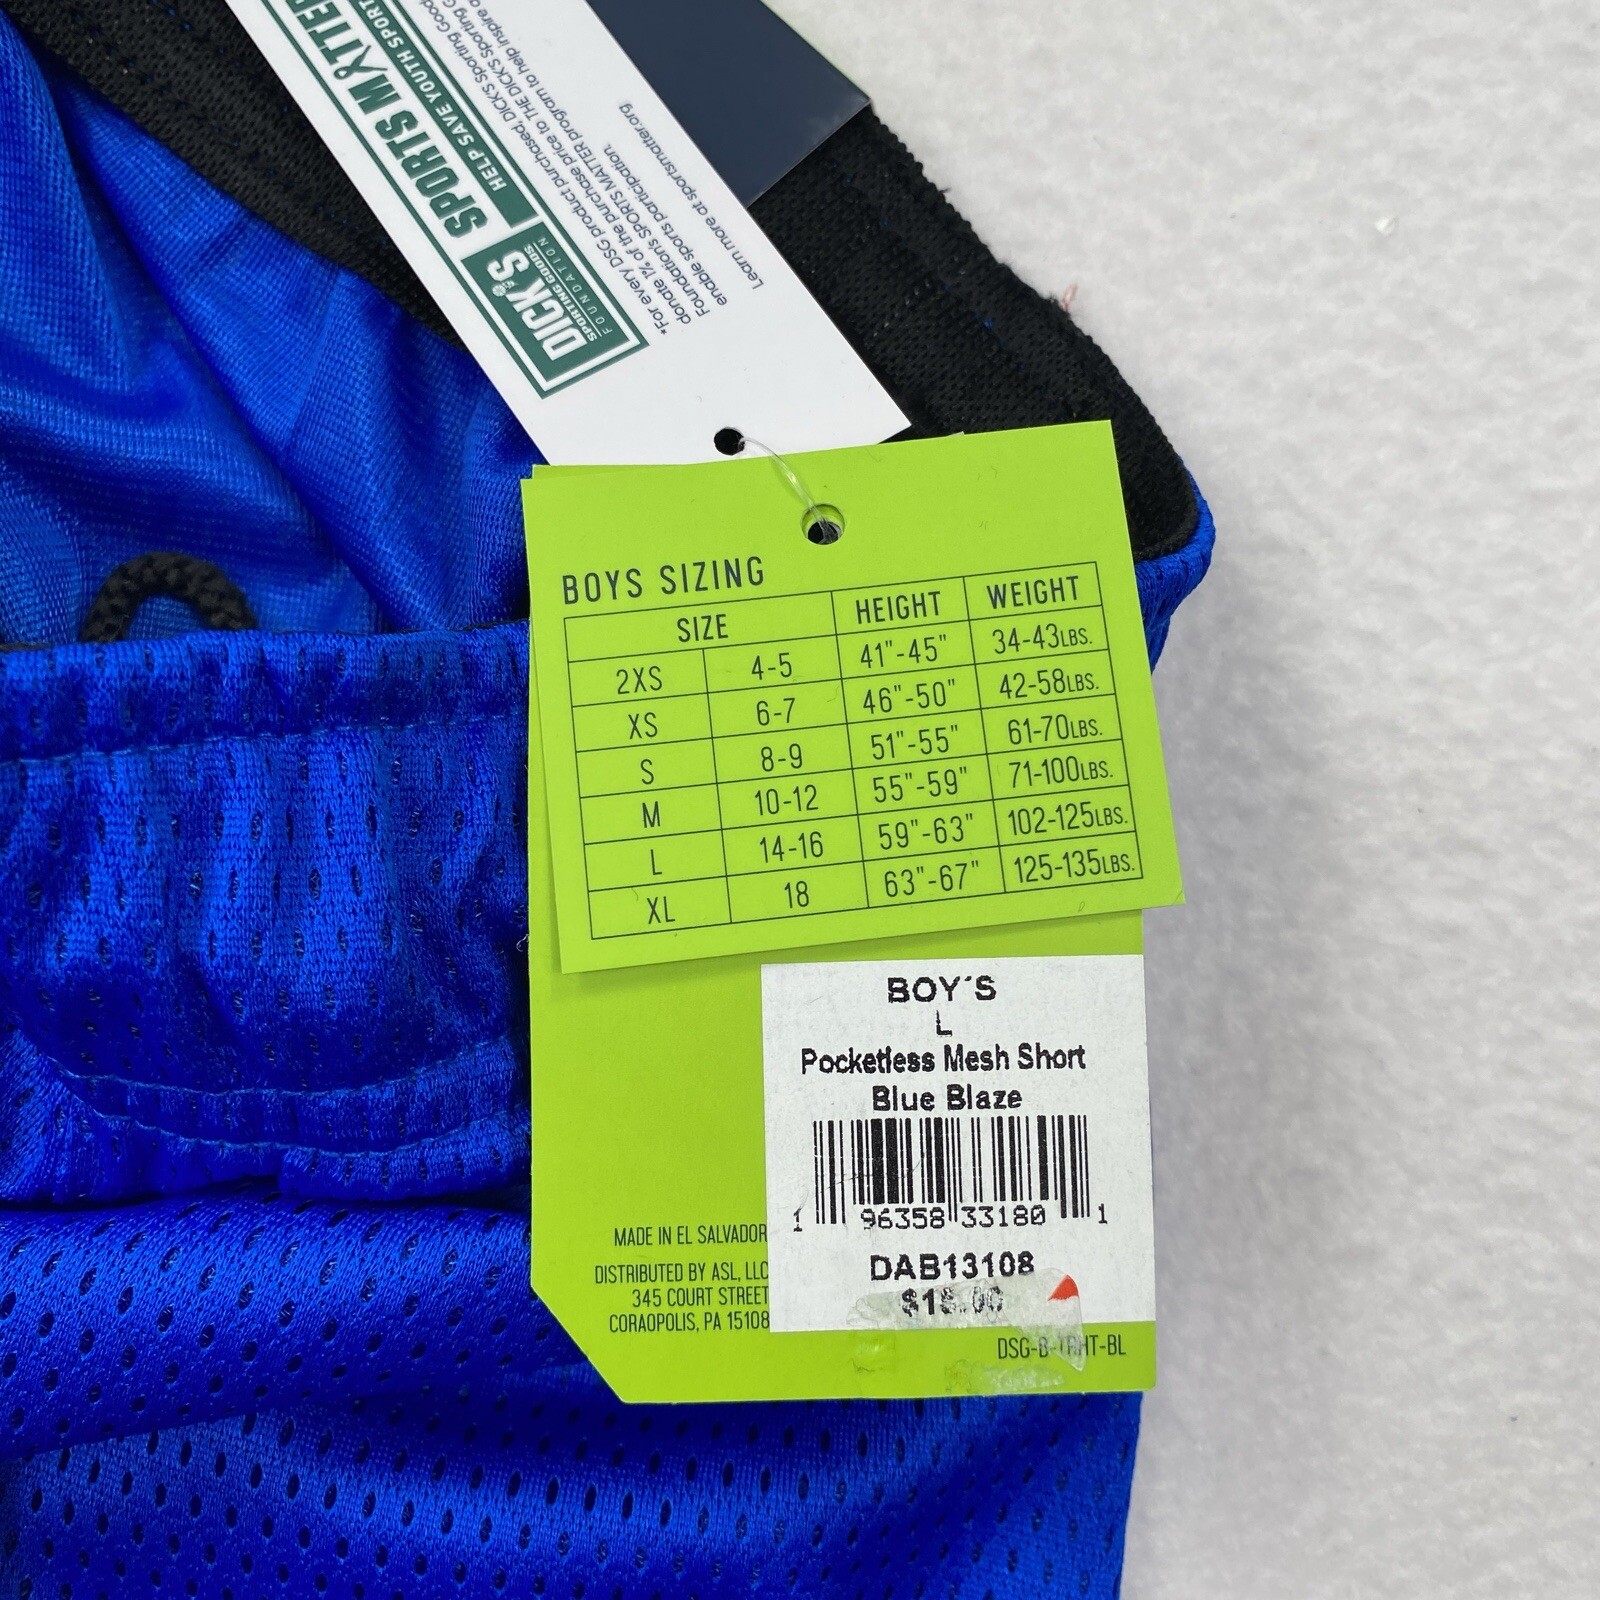 SPORTS MATTER
HELP SAVE YOUTH SPORT
DICK'S
SPORTING GOODS
FOUNDATION
*For every DSG product purchased, DICK'S Sporting Good
donate 1% of the purchase price to THE DICK'S Sporting G
Foundation's SPORTS MATTER program to help inspire a
enable sports participation.
Learn more at sportsmatter.org
BOYS SIZING
SIZE HEIGHT WEIGHT
2XS 4-5 41"-45" 34-43LBS.
XS 6-7 46"-50" 42-58LBS.
S 8-9 51"-55" 61-70LBS.
M 10-12 55"-59" 71-100LBS.
L 14-16 59"-63" 102-125LBS.
XL 18 63"-67" 125-135LBS.
BOY'S
L
Pocketless Mesh Short
Blue Blaze
1 96358 33180 1
DAB13108
MADE IN EL SALVADOR
DISTRIBUTED BY ASL, LLC
345 COURT STREET
CORAOPOLIS, PA 15108